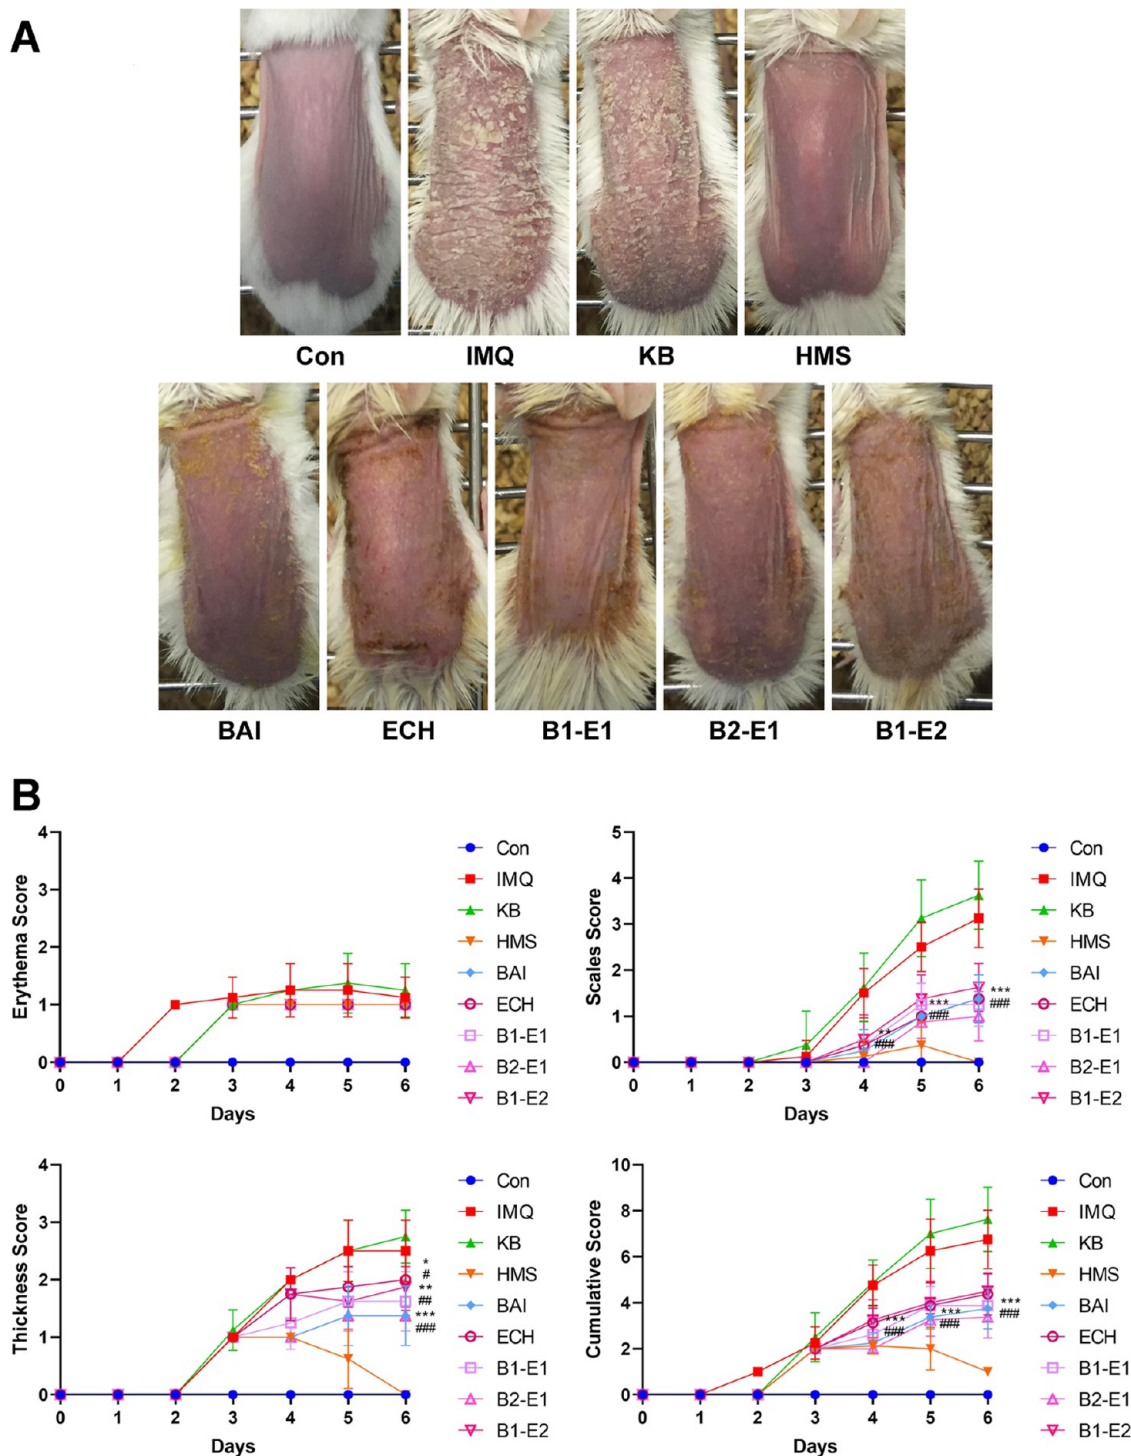 A
Con IMQ KB HMS
BAI ECH B1-E1 B2-E1 B1-E2
B
4
3
2
1
0
Erythema Score
0 1 2 3 4 5 6
Days
Con
IMQ
KB
HMS
BAI
ECH
B1-E1
B2-E1
B1-E2
5
4
3
2
1
0
Scales Score
**
###
***
###
***
###
0 1 2 3 4 5 6
Days
Con
IMQ
KB
HMS
BAI
ECH
B1-E1
B2-E1
B1-E2
4
3
2
1
0
Thickness Score
*
#
**
##
***
###
0 1 2 3 4 5 6
Days
Con
IMQ
KB
HMS
BAI
ECH
B1-E1
B2-E1
B1-E2
10
8
6
4
2
0
Cumulative Score
***
###
***
###
***
###
0 1 2 3 4 5 6
Days
Con
IMQ
KB
HMS
BAI
ECH
B1-E1
B2-E1
B1-E2